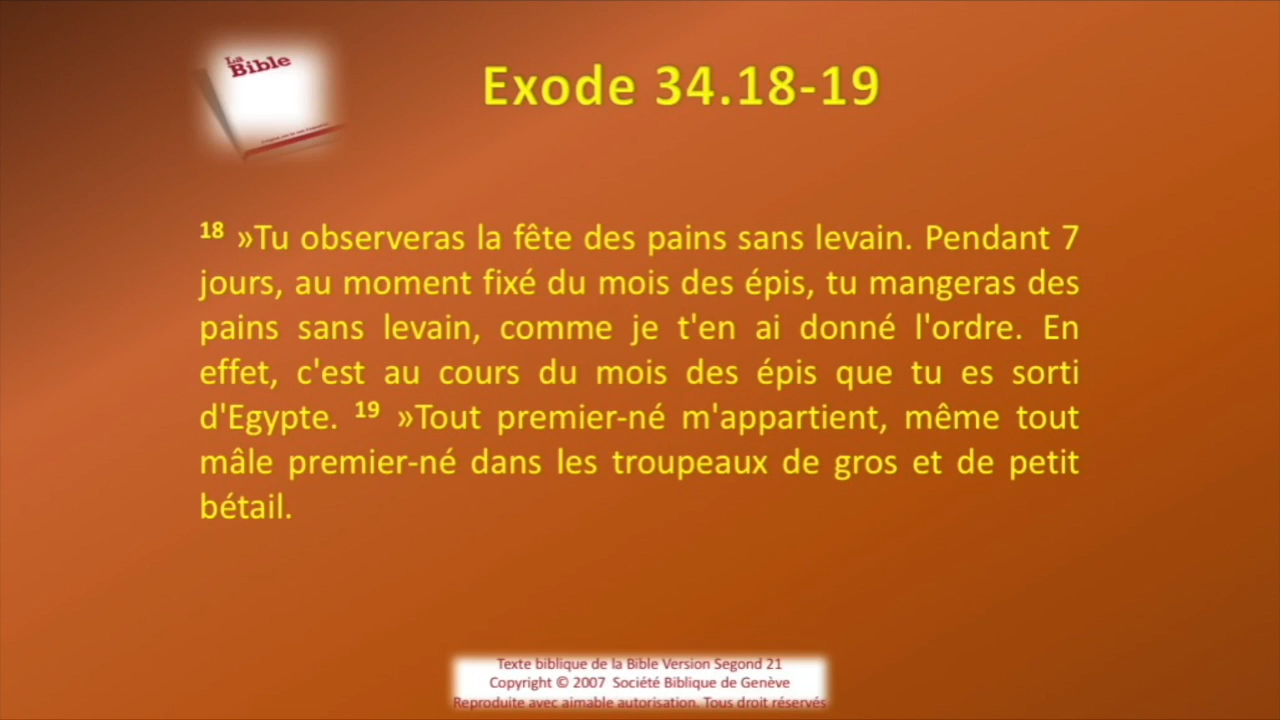 La
Bible
Exode 34.18-19
18 »Tu observeras la fête des pains sans levain. Pendant 7
jours, au moment fixé du mois des épis, tu mangeras des
pains sans levain, comme je t'en ai donné l'ordre. En
effet, c'est au cours du mois des épis que tu es sorti
d'Egypte. 19 »Tout premier-né m'appartient, même tout
mâle premier-né dans les troupeaux de gros et de petit
bétail.
Texte biblique de la Bible Version Segond 21
Copyright © 2007 Société Biblique de Genève
Reproduite avec aimable autorisation. Tous droit réservés